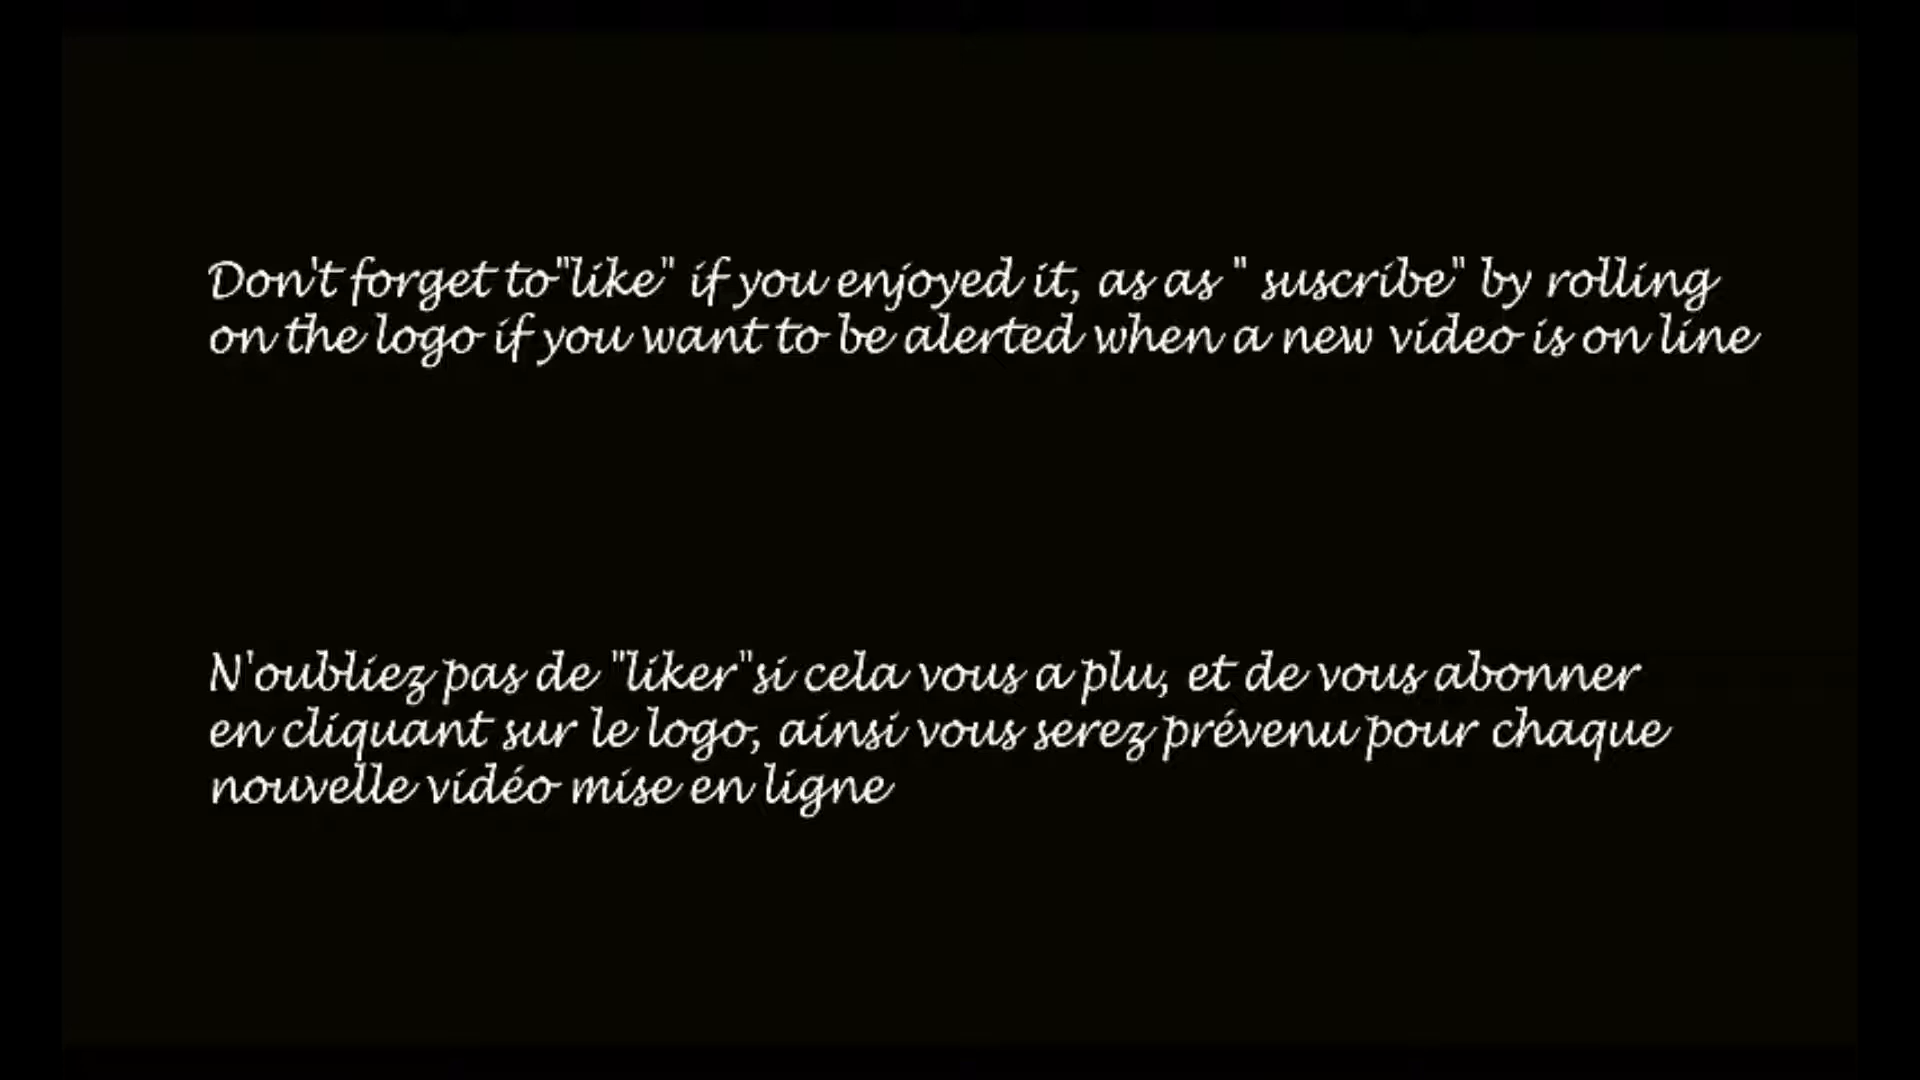 Don't forget to"like" if you enjoyed it, as as " suscribe" by rolling
on the logo if you want to be alerted when a new video is on line
N'oubliez pas de "liker"si cela vous a plu, et de vous abonner
en cliquant sur le logo, ainsi vous serez prévenu pour chaque
nouvelle vidéo mise en ligne